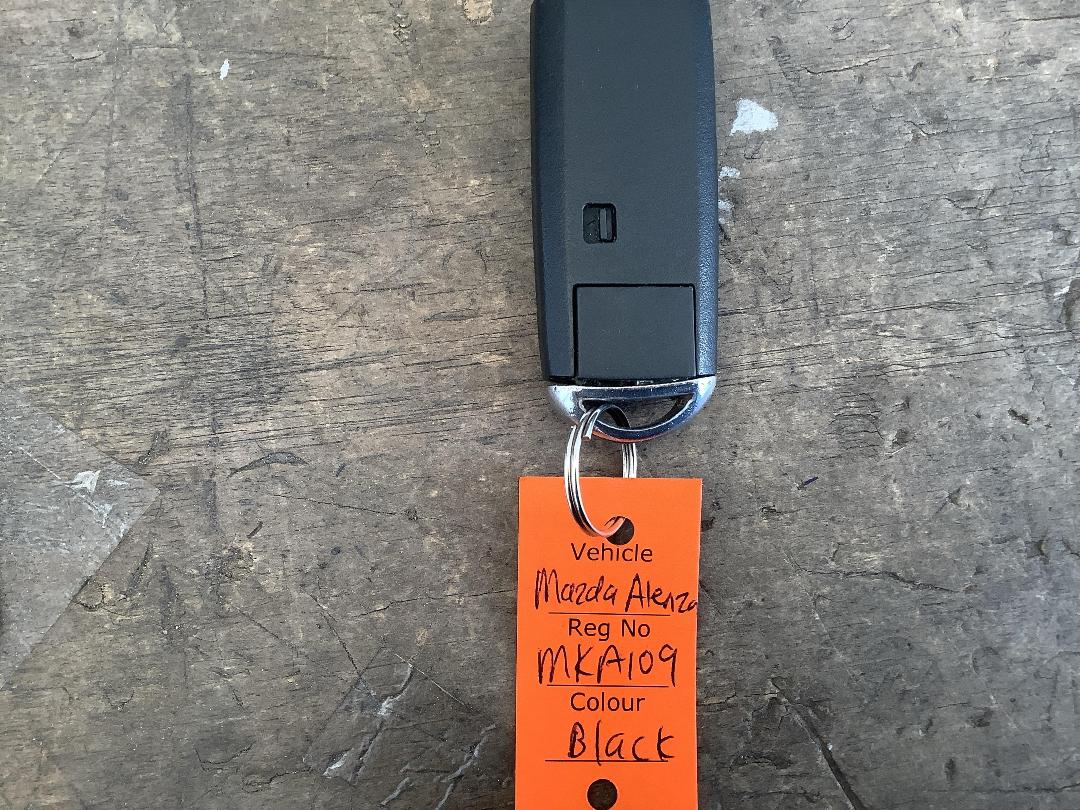 Vehicle
Mazda Atenza
Reg No
MKA109
Colour
Black